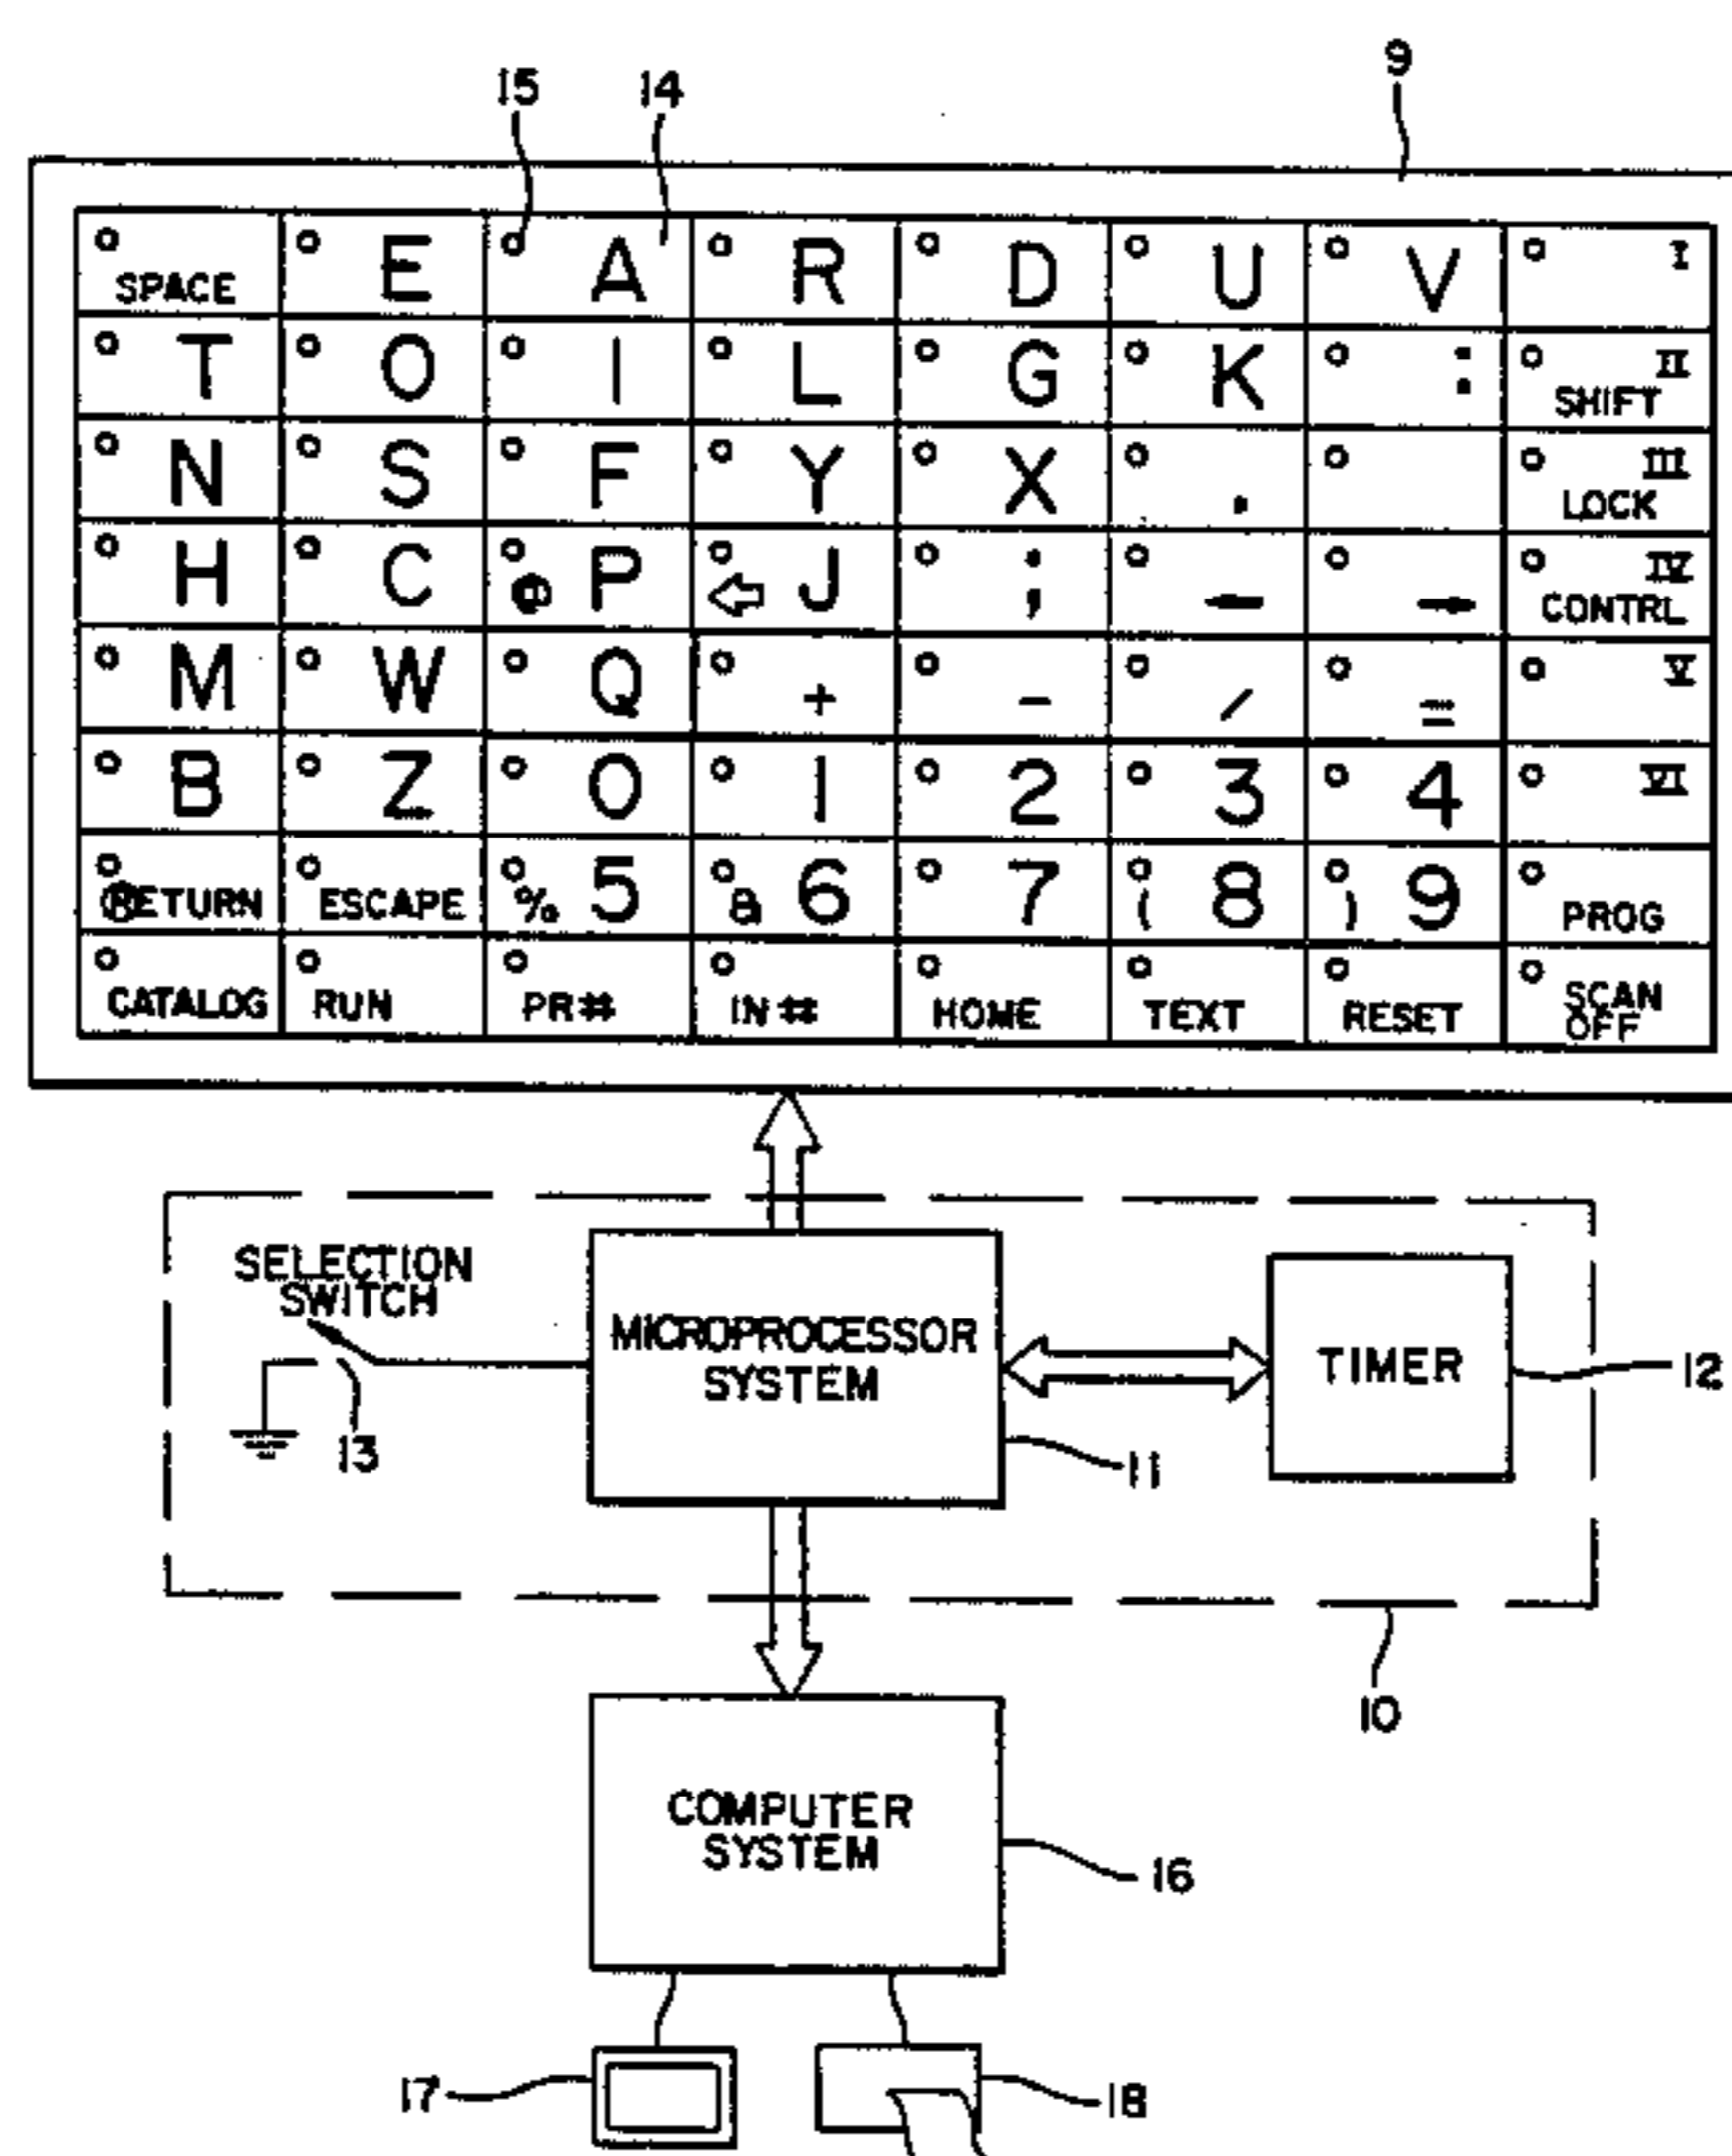 15 14 9
SPACE E A R D U V I
T O I L G K : II
SHIFT
N S F Y X . III
LOCK
H C @ P J ; IV
CONTRL
M W Q + - / = V
B Z 0 1 2 3 4 VI
RETURN ESCAPE % 5 & 6 7 ( 8 ) 9 PROG
CATALOG RUN PR# IN# HOME TEXT RESET SCAN
OFF
SELECTION
SWITCH
MICROPROCESSOR
SYSTEM
TIMER
12
13
11
10
COMPUTER
SYSTEM
16
17
18